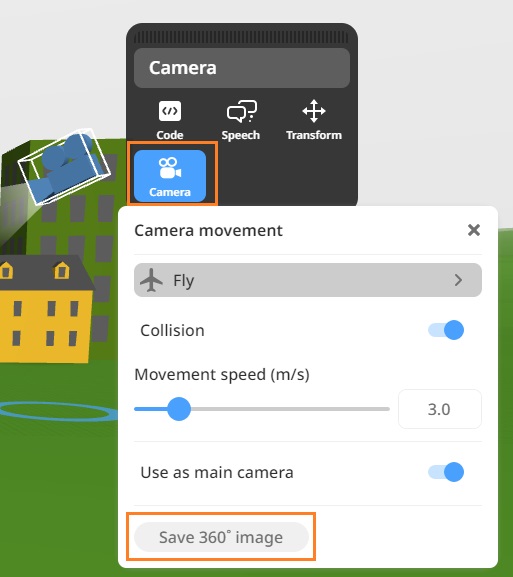 Camera
Code Speech Transform
Camera
Camera movement
Fly
Collision
Movement speed (m/s)
3.0
Use as main camera
Save 360° image